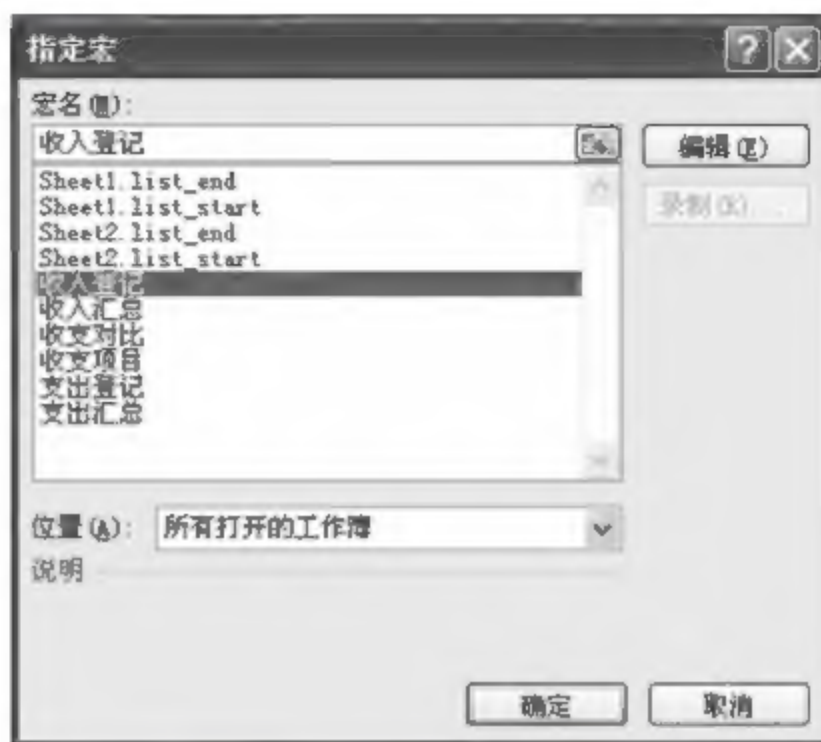 指定宏
宏名(M):
收入登记
编辑(E)
Sheet1.list_end
录制(R)...
Sheet1.list_start
Sheet2.list_end
Sheet2.list_start
收入登记
收入汇总
收支对比
收支项目
支出登记
支出汇总
位置(A): 所有打开的工作簿
说明
确定 取消